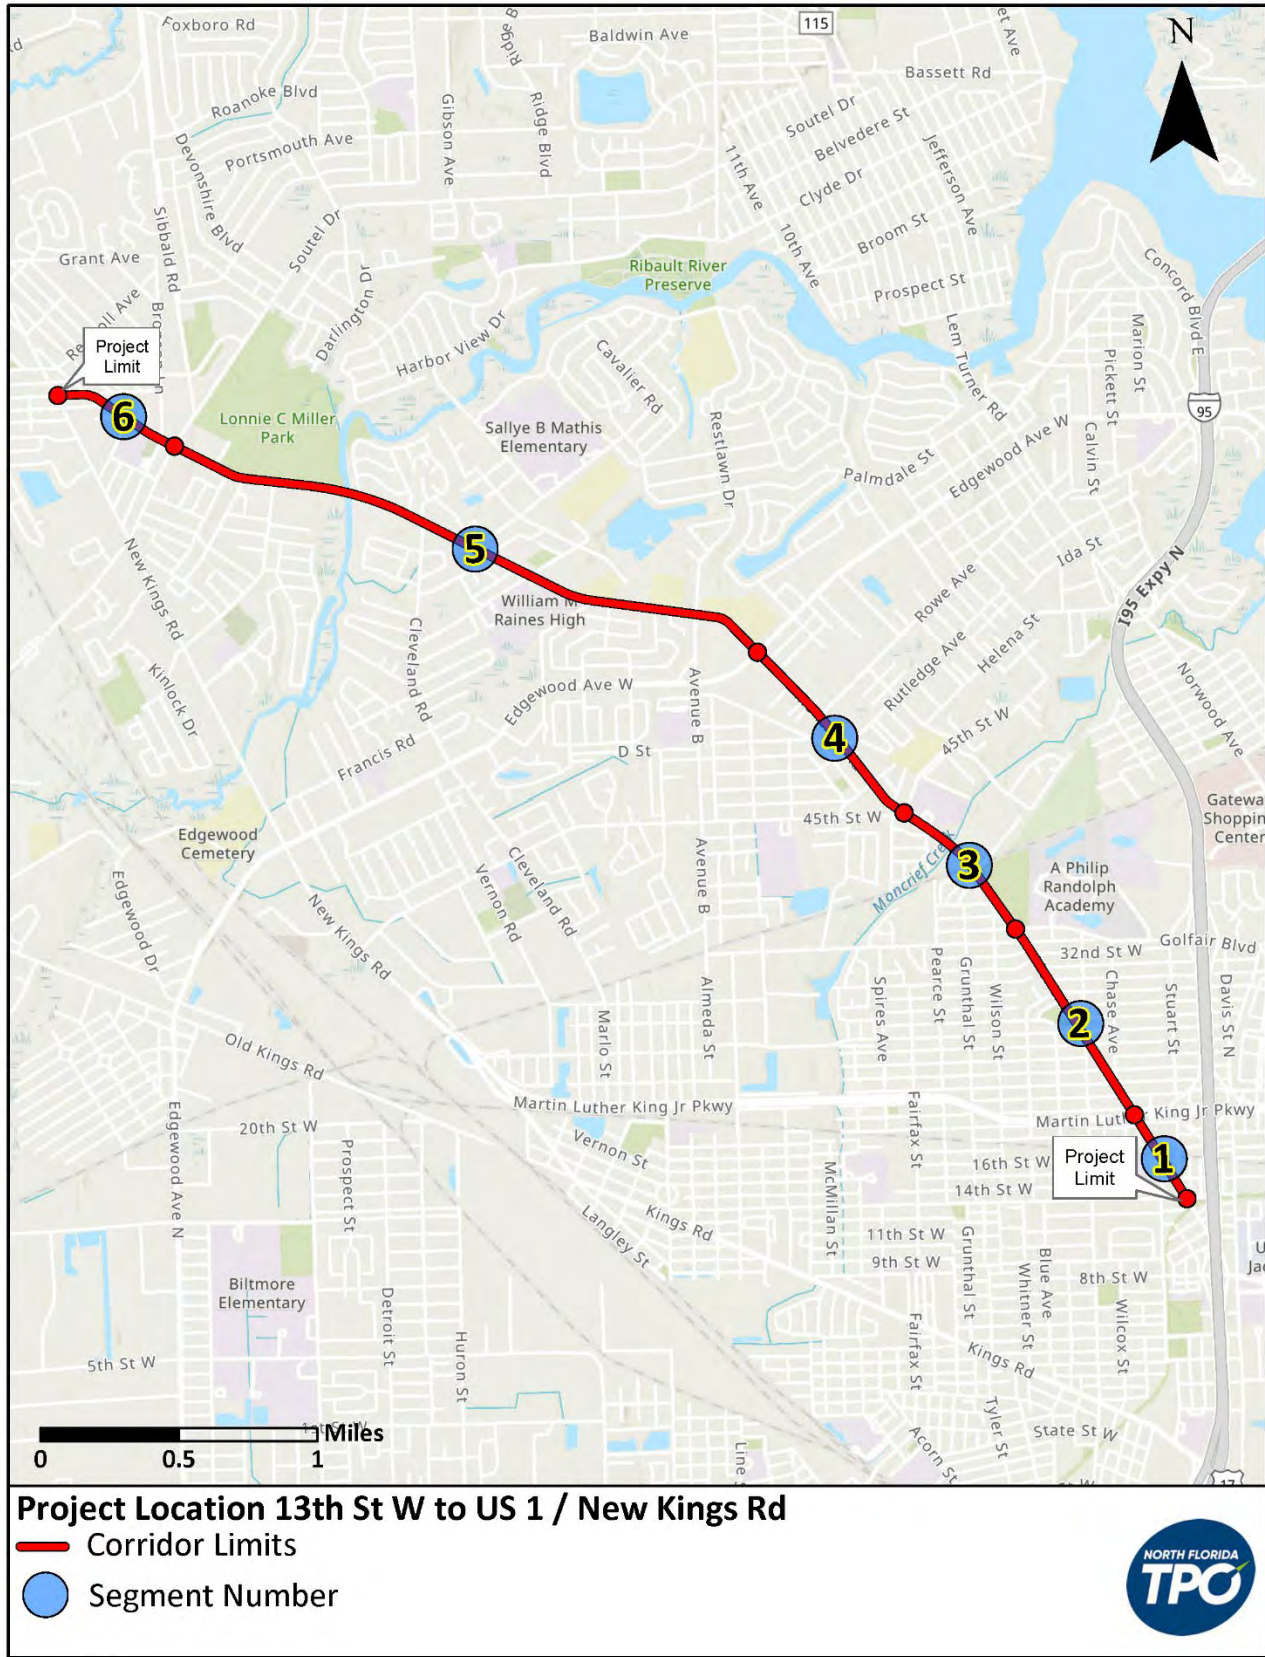 Foxboro Rd
Baldwin Ave
115
N
Bassett Rd
Roanoke Blvd
Gibson Ave
Ridge Blvd
Soutel Dr
Belvedere St
Jefferson Ave
Portsmouth Ave
Devonshire Blvd
11th Ave
Clyde Dr
Sibbald Rd
Soutel Dr
10th Ave
Broom St
Grant Ave
Ribault River
Preserve
Concord Blvd E
Prospect St
Darlington Dr
Harbor View Dr
Project
Limit
Cavalier Rd
Lem Turner Rd
Marion St
Pickett St
95
6
Lonnie C Miller
Park
Sallye B Mathis
Elementary
Restlawn Dr
Palmdale St
Edgewood Ave W
Calvin St
5
New Kings Rd
Ida St
I95 Expy N
William M
Raines High
Rowe Ave
Cleveland Rd
Rutledge Ave
Helena St
Kinlock Dr
Edgewood Ave W
Avenue B
Norwood Ave
4
45th St W
Francis Rd
D St
45th St W
Edgewood
Cemetery
Moncrief Creek
3
A Philip
Randolph
Academy
Edgewood Dr
Vernon Rd
Cleveland Rd
Avenue B
New Kings Rd
Golfair Blvd
32nd St W
Spires Ave
Pearce St
Grunthal St
Wilson St
Chase Ave
Stuart St
Davis St N
Almeda St
Marlo St
2
Old Kings Rd
Martin Luther King Jr Pkwy
Martin Luther King Jr Pkwy
20th St W
Edgewood Ave N
Prospect St
Vernon St
Fairfax St
16th St W
1
Project
Limit
McMillan St
14th St W
Langley St
Kings Rd
11th St W
9th St W
Grunthal St
Blue Ave
Whitner St
8th St W
Wilcox St
Biltmore
Elementary
Detroit St
Huron St
Fairfax St
Kings Rd
5th St W
Tyler St
State St W
Acorn St
Miles
0 0.5 1
17
Project Location 13th St W to US 1 / New Kings Rd
Corridor Limits
Segment Number
NORTH FLORIDA
TPO